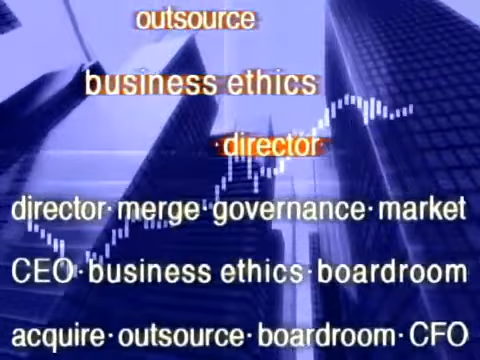 outsource
business ethics
·director·
director·merge·governance·market
CEO·business ethics·boardroom
acquire·outsource·boardroom·CFO